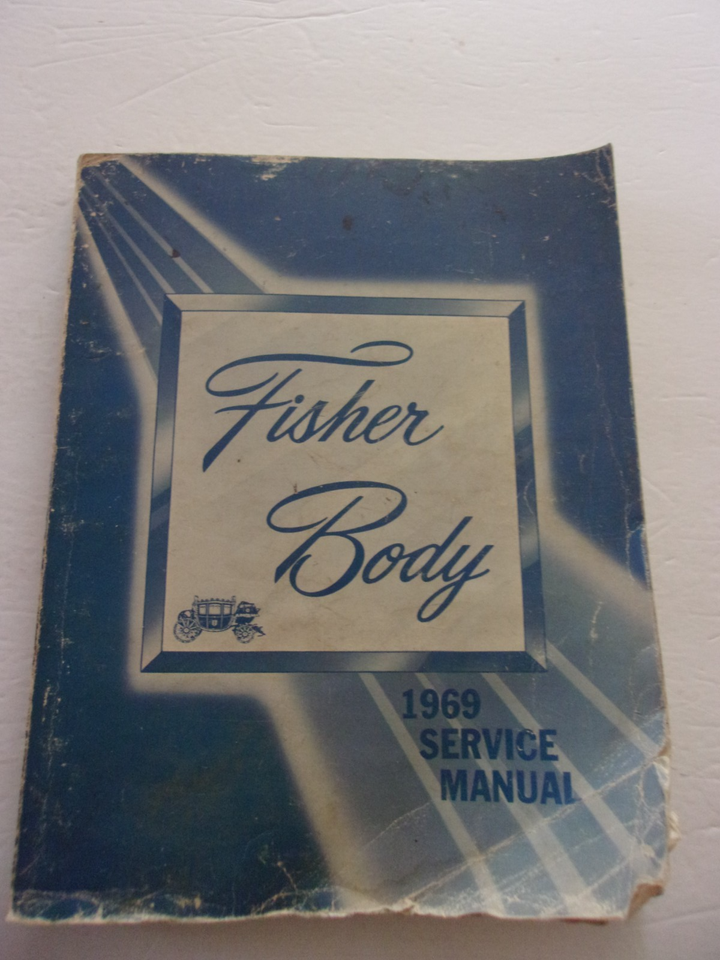 Fisher
Body
1969
SERVICE
MANUAL